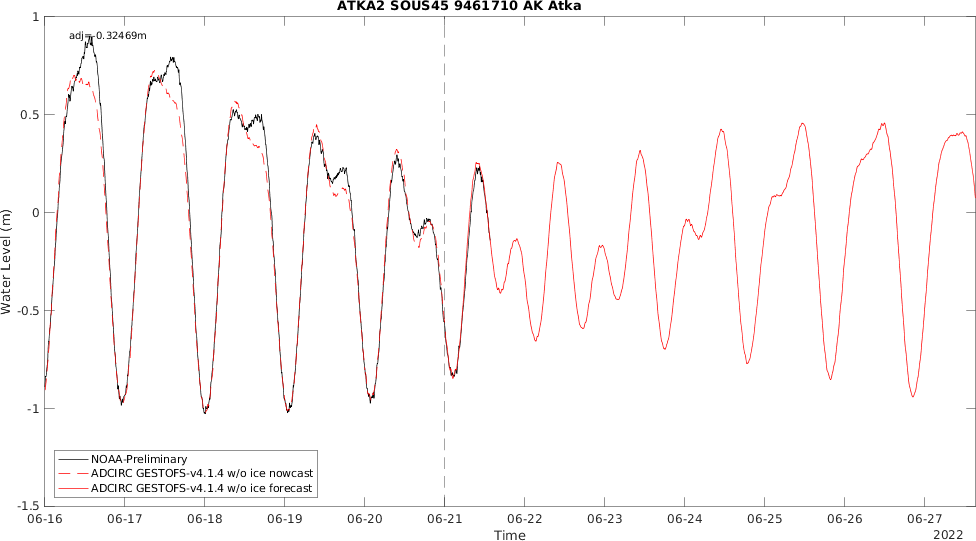 ATKA2 SOUS45 9461710 AK Atka
adj=-0.32469m
1
0.5
0
-0.5
-1
-1.5
Water Level (m)
NOAA-Preliminary
ADCIRC GESTOFS-v4.1.4 w/o ice nowcast
ADCIRC GESTOFS-v4.1.4 w/o ice forecast
06-16 06-17 06-18 06-19 06-20 06-21 06-22 06-23 06-24 06-25 06-26 06-27
Time
2022